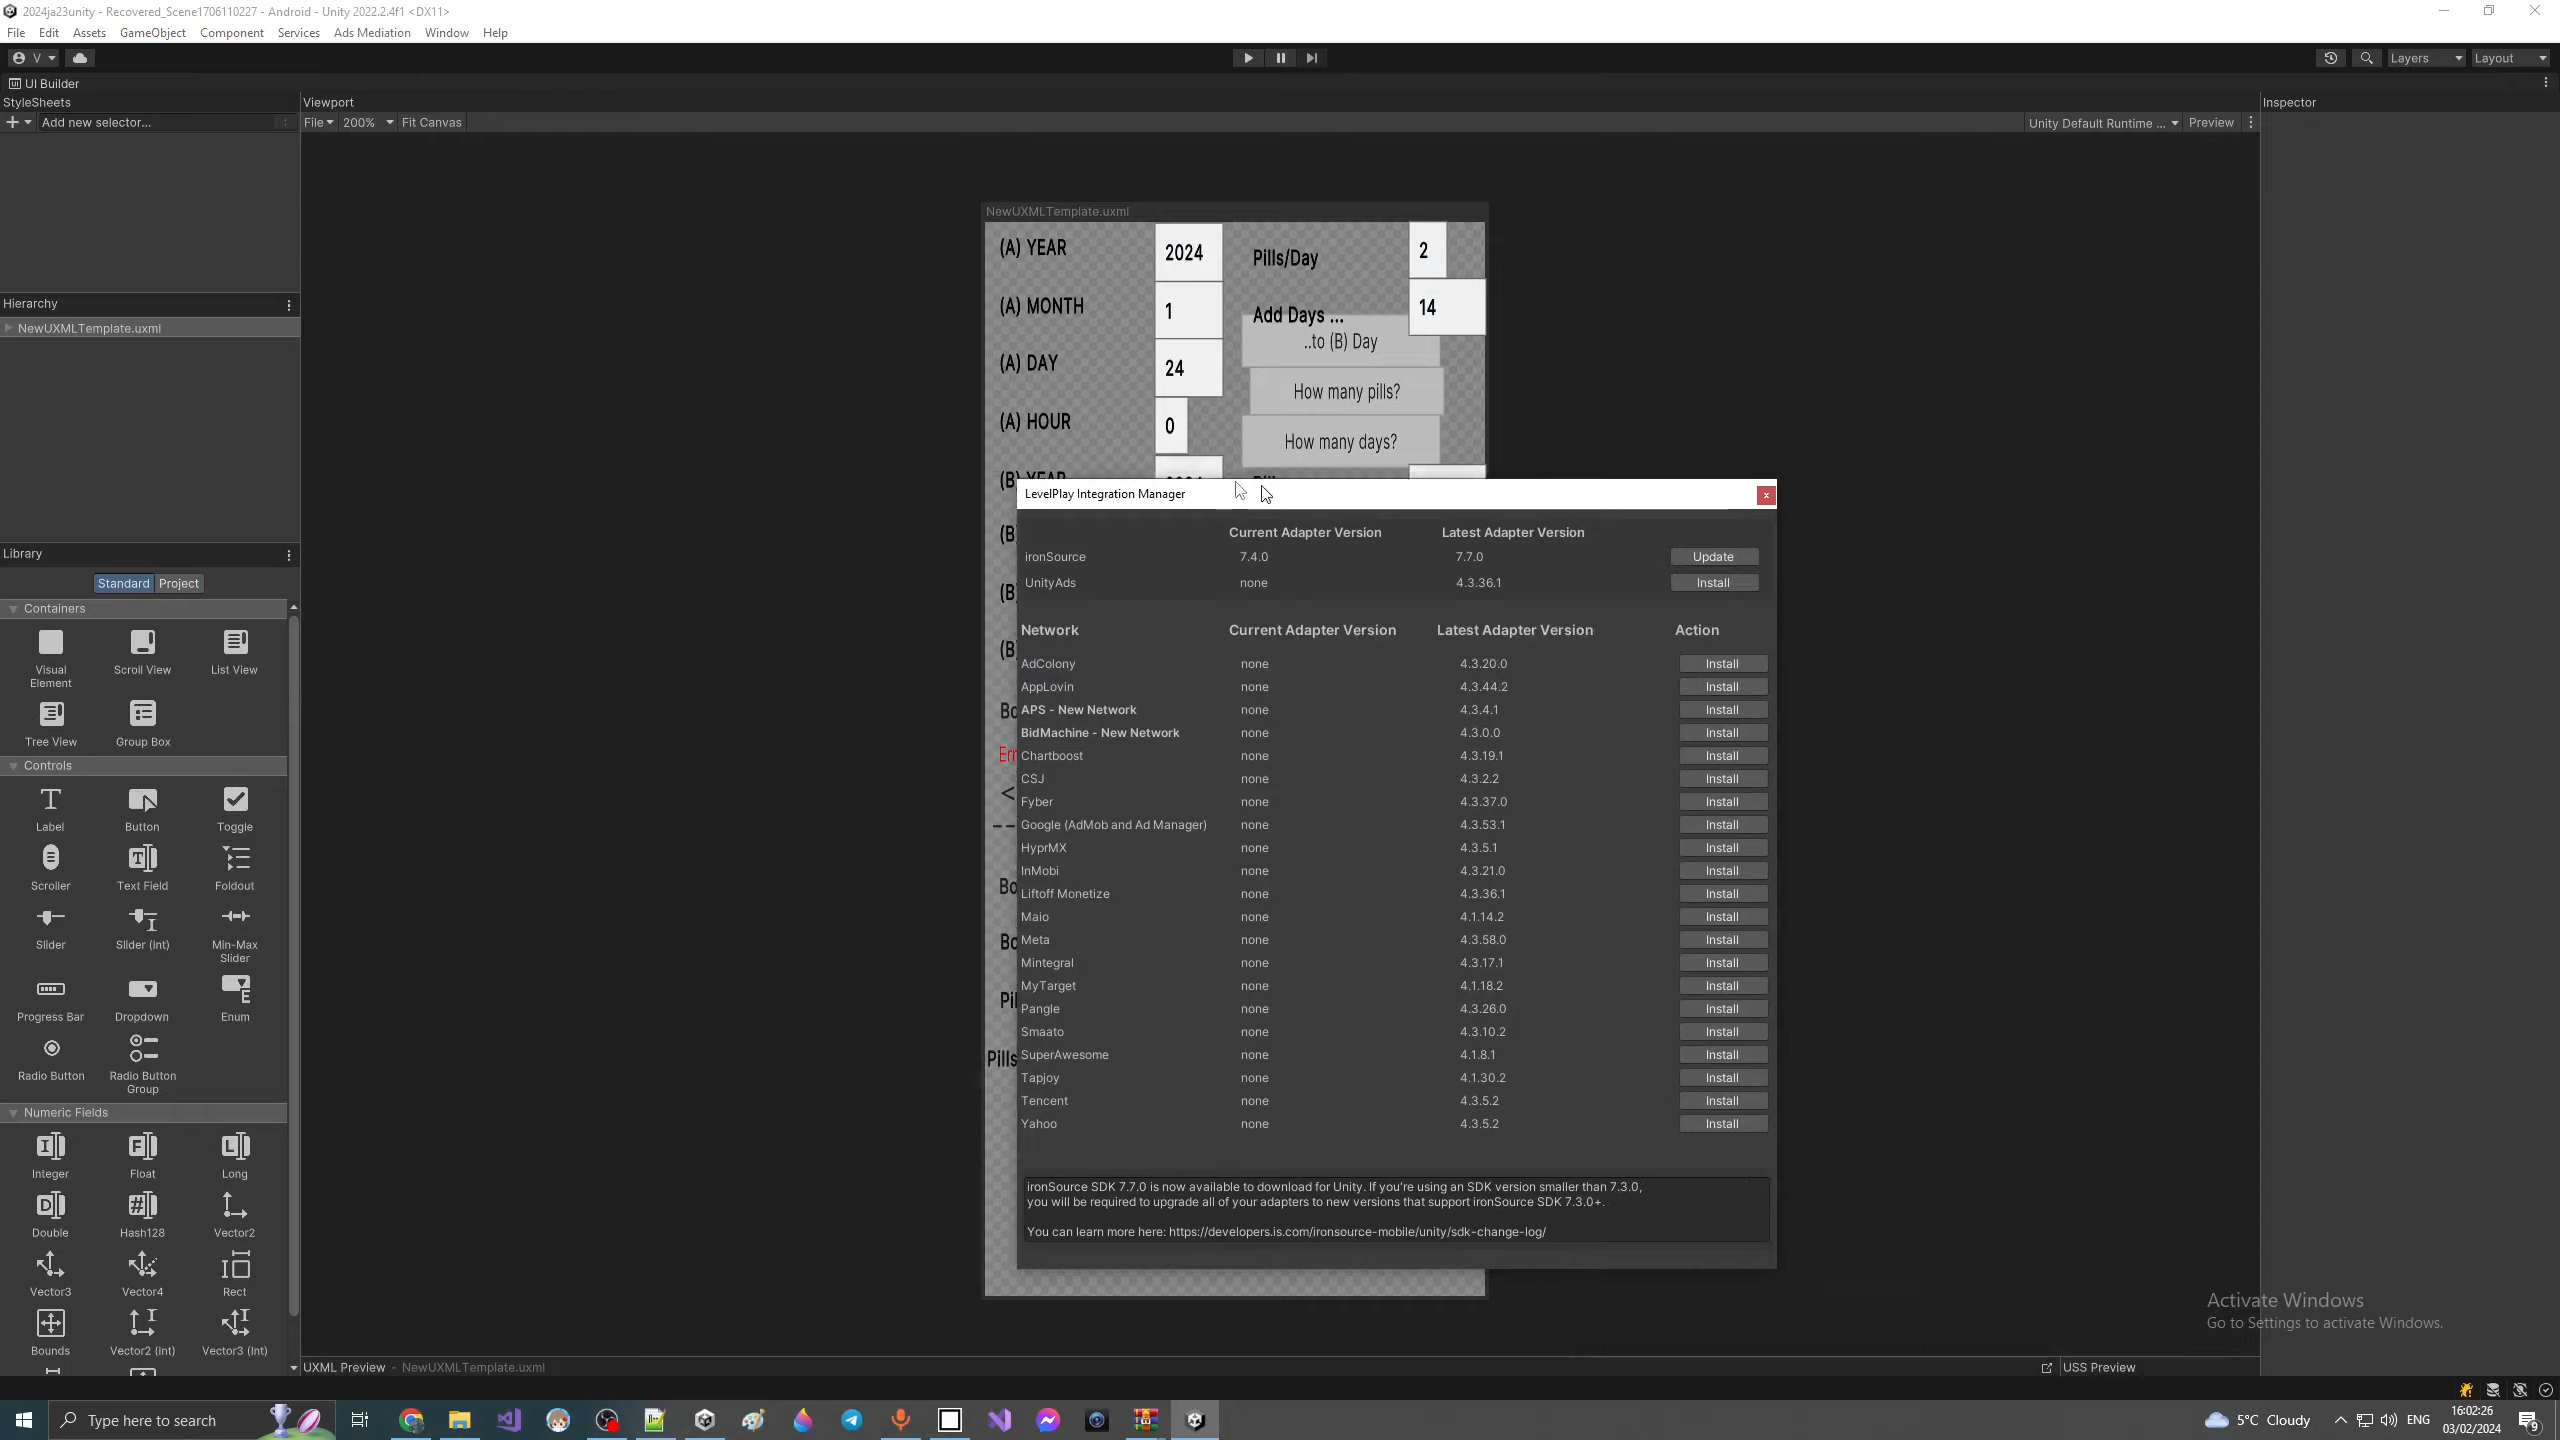 2024ja23unity - Recovered_Scene1706110227 - Android - Unity 2022.2.4f1 <DX11>
File Edit Assets GameObject Component Services Ads Mediation Window Help
V
Layers
Layout
UI Builder
StyleSheets
Viewport
Inspector
Add new selector...
File
200%
Fit Canvas
Unity Default Runtime ...
Preview
NewUXMLTemplate.uxml
(A) YEAR
2024
Pills/Day
2
(A) MONTH
1
Add Days ...
14
..to (B) Day
(A) DAY
24
How many pills?
(A) HOUR
0
How many days?
Hierarchy
NewUXMLTemplate.uxml
Library
Standard
Project
Containers
Visual Element
Scroll View
List View
Tree View
Group Box
Controls
Label
Button
Toggle
Scroller
Text Field
Foldout
Slider
Slider (Int)
Min-Max Slider
Progress Bar
Dropdown
Enum
Radio Button
Radio Button Group
Numeric Fields
Integer
Float
Long
Double
Hash128
Vector2
Vector3
Vector4
Rect
Bounds
Vector2 (Int)
Vector3 (Int)
LevelPlay Integration Manager
Current Adapter Version Latest Adapter Version
ironSource 7.4.0 7.7.0 Update
UnityAds none 4.3.36.1 Install
Network Current Adapter Version Latest Adapter Version Action
AdColony none 4.3.20.0 Install
AppLovin none 4.3.44.2 Install
APS - New Network none 4.3.4.1 Install
BidMachine - New Network none 4.3.0.0 Install
Chartboost none 4.3.19.1 Install
CSJ none 4.3.2.2 Install
Fyber none 4.3.37.0 Install
Google (AdMob and Ad Manager) none 4.3.53.1 Install
HyprMX none 4.3.5.1 Install
InMobi none 4.3.21.0 Install
Liftoff Monetize none 4.3.36.1 Install
Maio none 4.1.14.2 Install
Meta none 4.3.58.0 Install
Mintegral none 4.3.17.1 Install
MyTarget none 4.1.18.2 Install
Pangle none 4.3.26.0 Install
Smaato none 4.3.10.2 Install
SuperAwesome none 4.1.8.1 Install
Tapjoy none 4.1.30.2 Install
Tencent none 4.3.5.2 Install
Yahoo none 4.3.5.2 Install
ironSource SDK 7.7.0 is now available to download for Unity. If you're using an SDK version smaller than 7.3.0,
you will be required to upgrade all of your adapters to new versions that support ironSource SDK 7.3.0+.
You can learn more here: https://developers.is.com/ironsource-mobile/unity/sdk-change-log/
Pills
Activate Windows
Go to Settings to activate Windows.
UXML Preview - NewUXMLTemplate.uxml
USS Preview
Type here to search
5°C Cloudy
ENG
16:02:26
03/02/2024
9